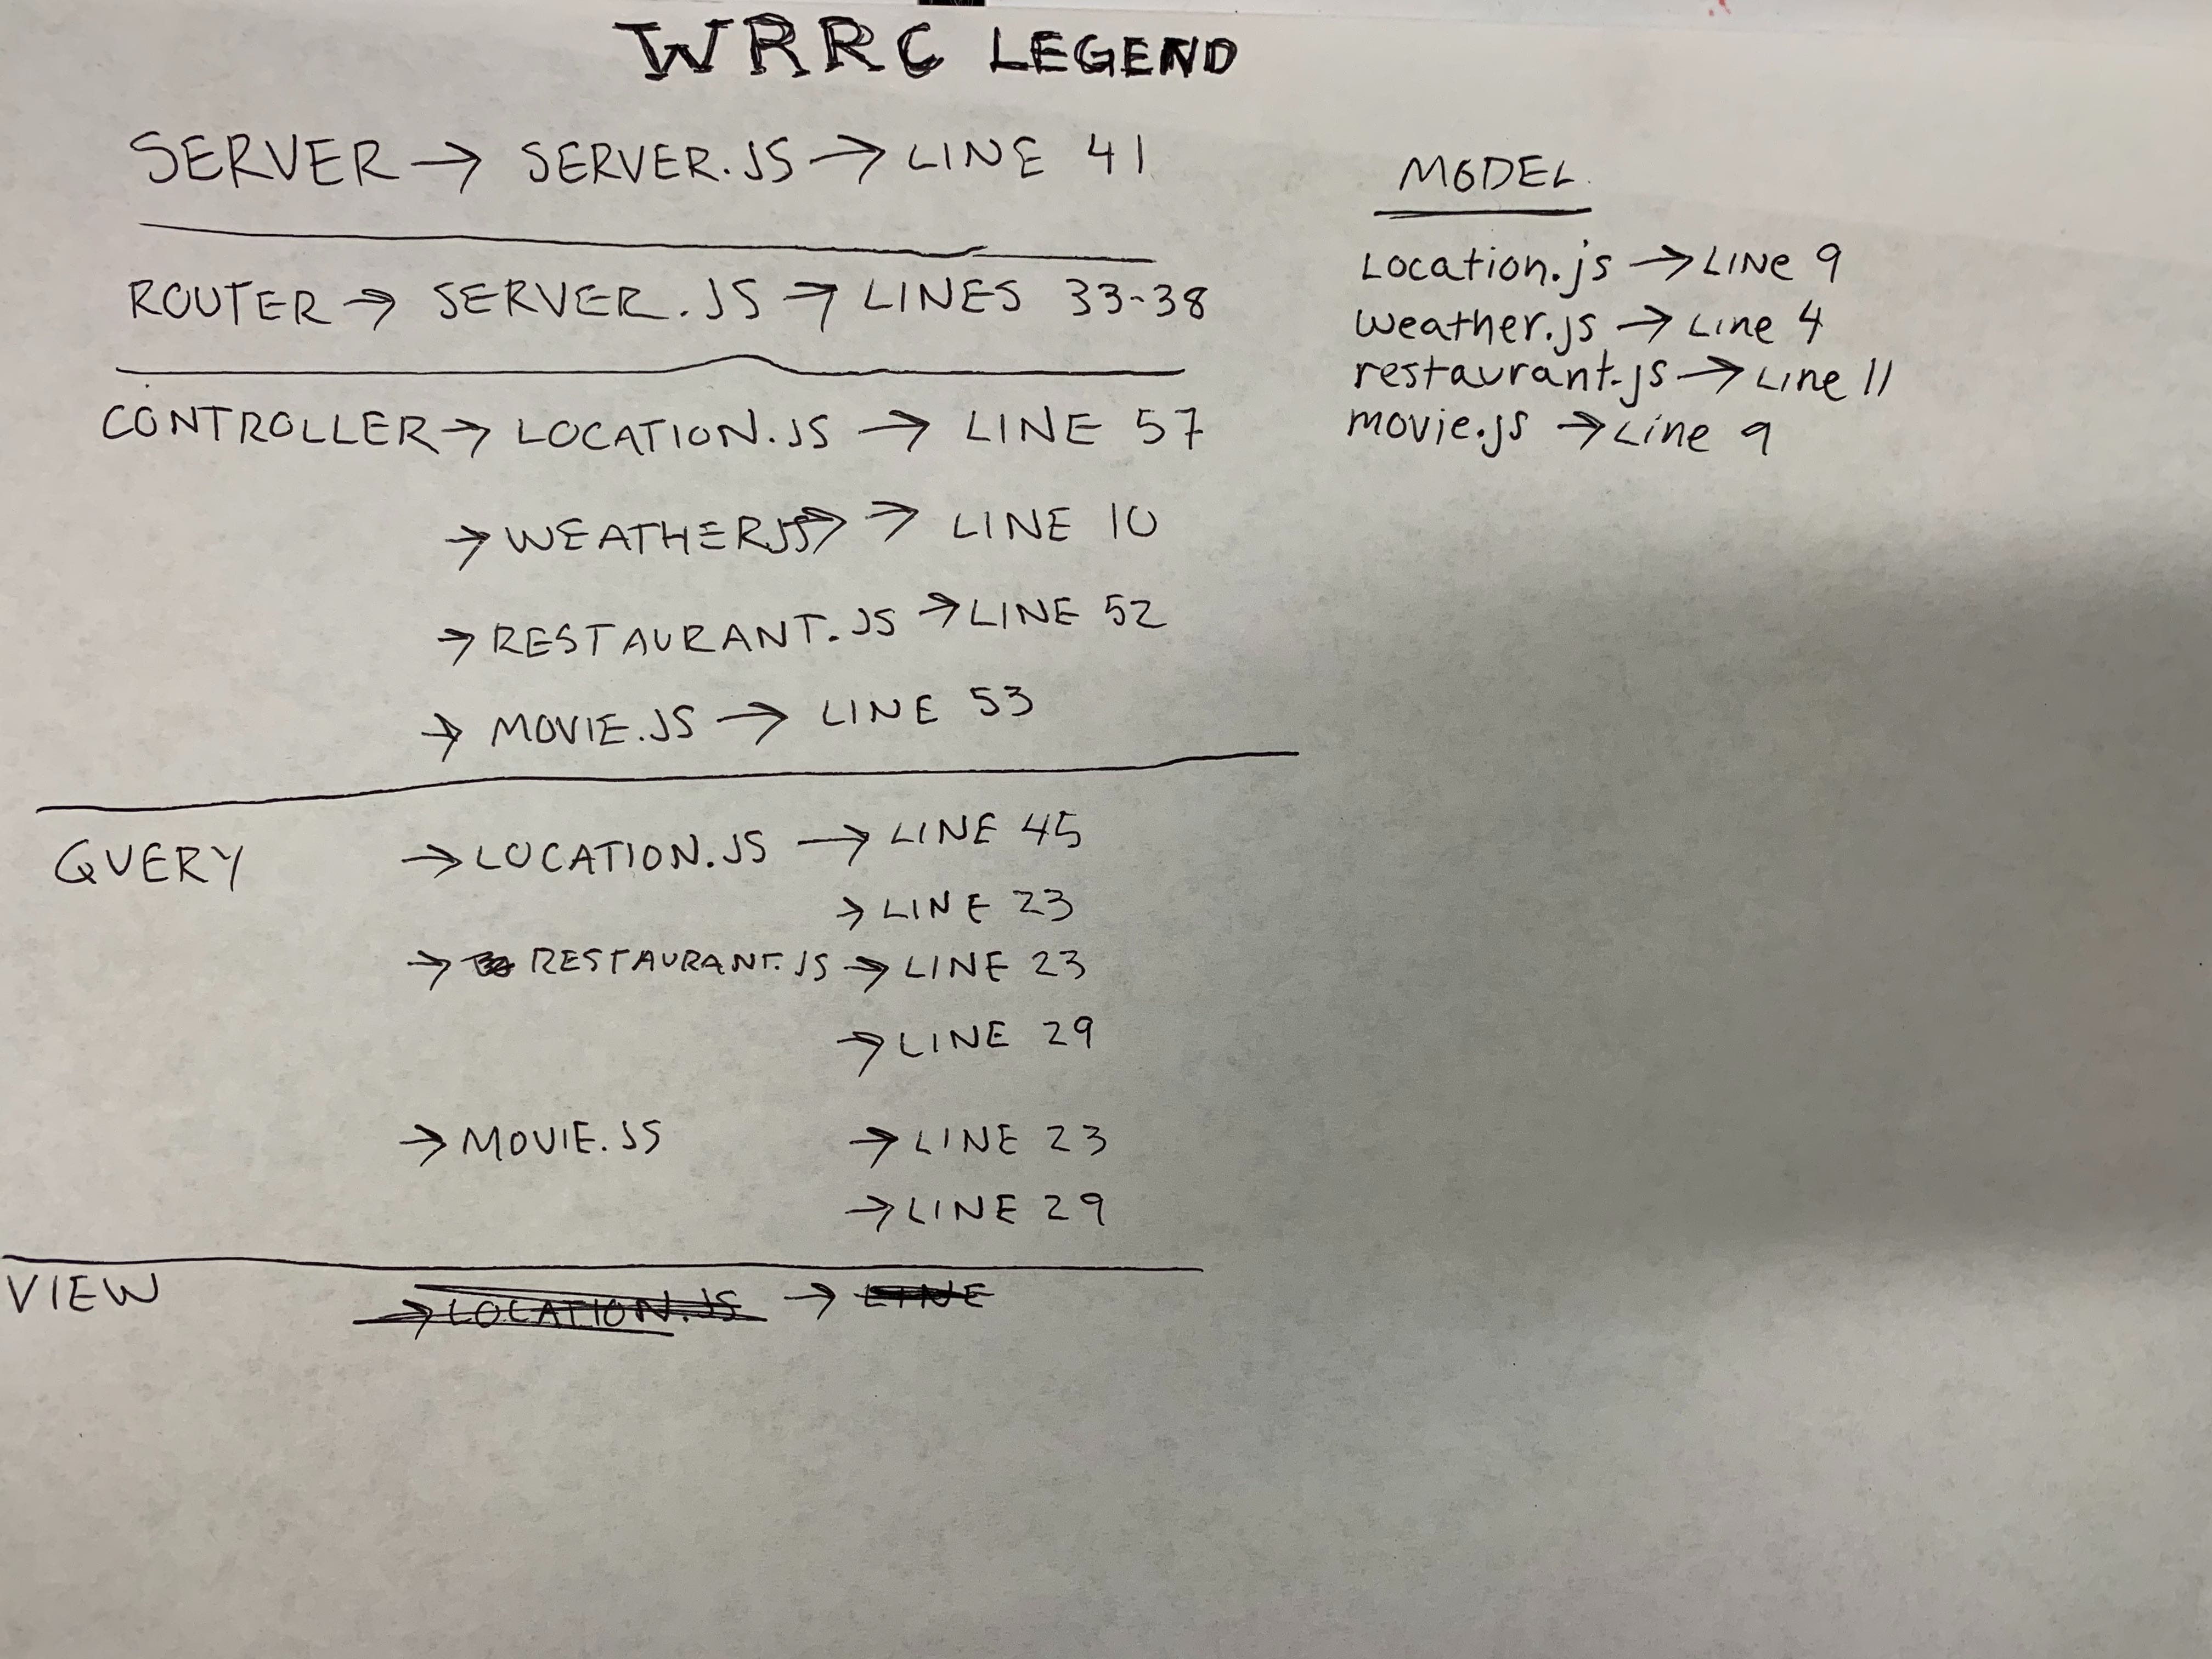 WRRC LEGEND
SERVER → SERVER.JS → LINE 41
ROUTER → SERVER.JS → LINES 33-38
CONTROLLER → LOCATION.JS → LINE 57
→ WEATHERJS → → LINE 10
→ RESTAURANT.JS → LINE 52
→ MOVIE.JS → LINE 53
QUERY → LOCATION.JS → LINE 45
→ LINE 23
→ RESTAURANT.JS → LINE 23
→ LINE 29
→ MOVIE.JS → LINE 23
→ LINE 29
VIEW → LOCATION.JS → LINE
MODEL
Location.js → LINe 9
weather.js → Line 4
restaurant.js → Line 11
movie.js → Line 9